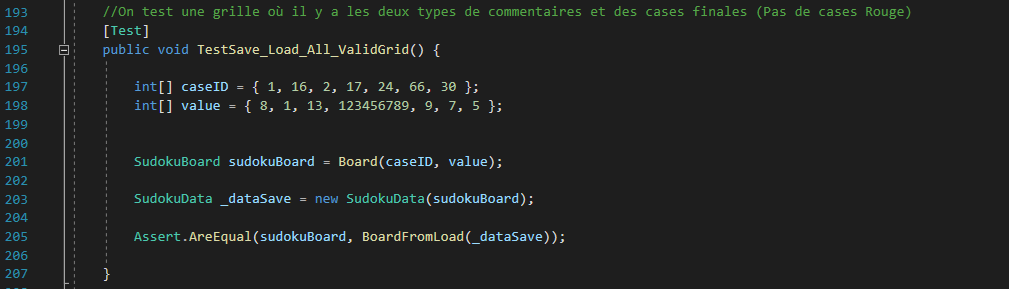 193 //On test une grille où il y a les deux types de commentaires et des cases finales (Pas de cases Rouge)
194 [Test]
195 public void TestSave_Load_All_ValidGrid() {
196
197 int[] caseID = { 1, 16, 2, 17, 24, 66, 30 };
198 int[] value = { 8, 1, 13, 123456789, 9, 7, 5 };
199
200
201 SudokuBoard sudokuBoard = Board(caseID, value);
202
203 SudokuData _dataSave = new SudokuData(sudokuBoard);
204
205 Assert.AreEqual(sudokuBoard, BoardFromLoad(_dataSave));
206
207 }